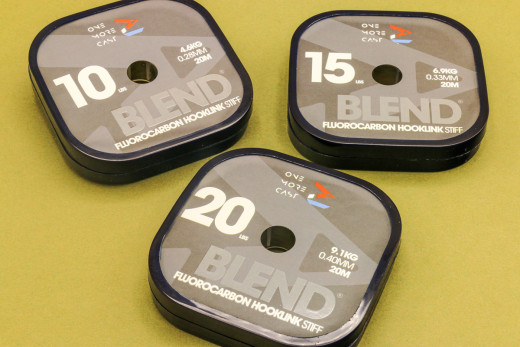 ONE
MORE
CAST
10 LBS
4.6KG
0.28MM
20M
BLEND®
FLUOROCARBON HOOKLINK STIFF
ONE
MORE
CAST
15 LBS
6.9KG
0.33MM
20M
BLEND®
FLUOROCARBON HOOKLINK STIFF
ONE
MORE
CAST
20 LBS
9.1KG
0.40MM
20M
BLEND®
FLUOROCARBON HOOKLINK STIFF